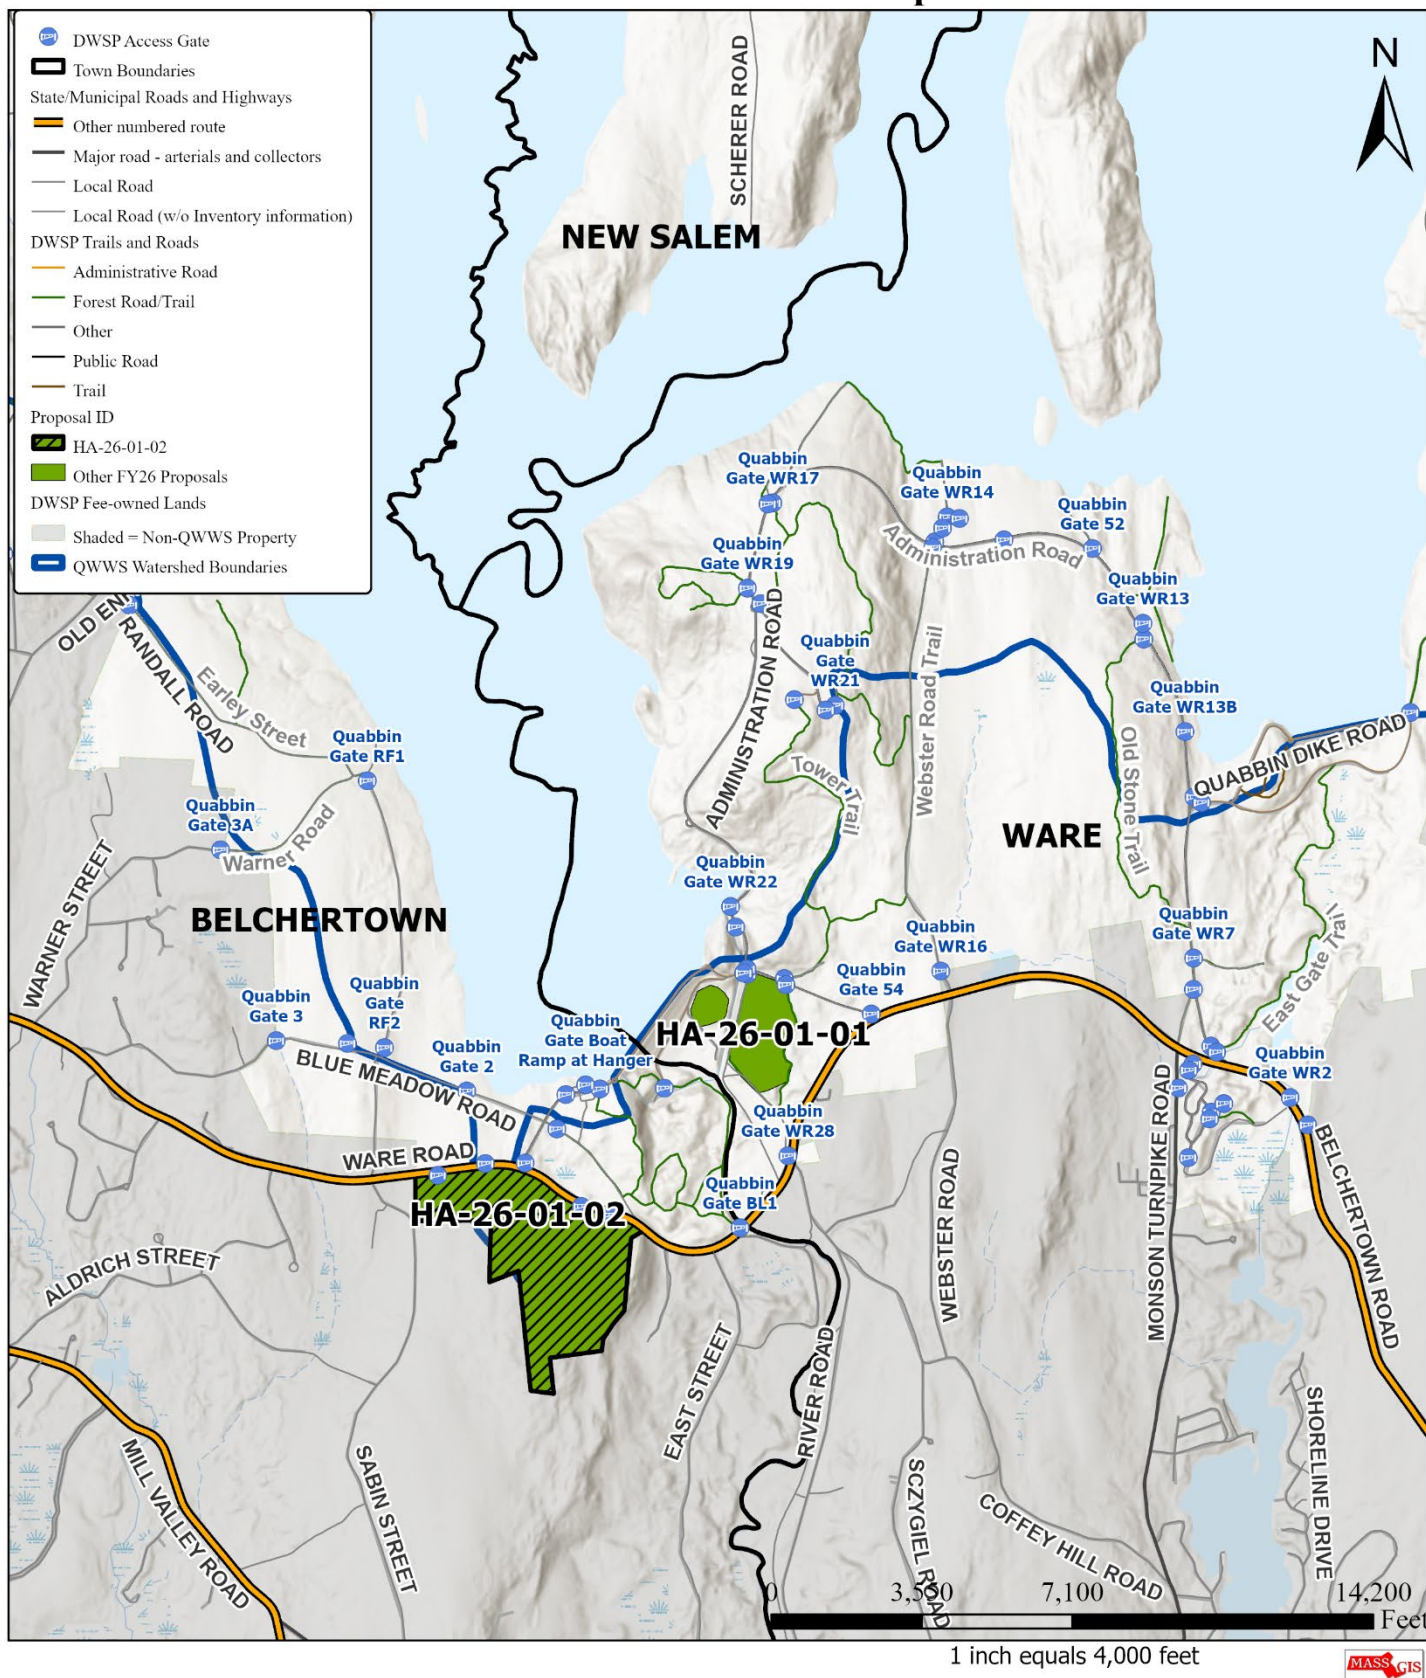 DWSP Access Gate
Town Boundaries
State/Municipal Roads and Highways
Other numbered route
Major road - arterials and collectors
Local Road
Local Road (w/o Inventory information)
DWSP Trails and Roads
Administrative Road
Forest Road/Trail
Other
Public Road
Trail
Proposal ID
HA-26-01-02
Other FY26 Proposals
DWSP Fee-owned Lands
Shaded = Non-QWWS Property
QWWS Watershed Boundaries
N
SCHERER ROAD
NEW SALEM
Quabbin
Gate WR17
Quabbin
Gate WR14
Quabbin
Gate 52
Administration Road
Quabbin
Gate WR19
Quabbin
Gate WR13
OLD EN
RANDALL ROAD
Earley Street
ADMINISTRATION ROAD
Quabbin
Gate
WR21
Webster Road Trail
Quabbin
Gate WR13B
Quabbin
Gate RF1
Tower Trail
Old Stone Trail
QUABBIN DIKE ROAD
Quabbin
Gate 3A
Warner Road
WARE
WARNER STREET
BELCHERTOWN
Quabbin
Gate WR22
Quabbin
Gate WR16
Quabbin
Gate WR7
East Gate Trail
Quabbin
Gate 3
Quabbin
Gate
RF2
Quabbin
Gate 54
Quabbin
Gate Boat
Ramp at Hanger
HA-26-01-01
Quabbin
Gate 2
BLUE MEADOW ROAD
Quabbin
Gate WR2
Quabbin
Gate WR28
WARE ROAD
Quabbin
Gate BL1
HA-26-01-02
WEBSTER ROAD
MONSON TURNPIKE ROAD
BELCHERTOWN ROAD
ALDRICH STREET
EAST STREET
RIVER ROAD
SHORELINE DRIVE
MILL VALLEY ROAD
SABIN STREET
SCZYGIEL ROAD
COFFEY HILL ROAD
0 3,550 7,100 14,200
Feet
1 inch equals 4,000 feet
MASS GIS